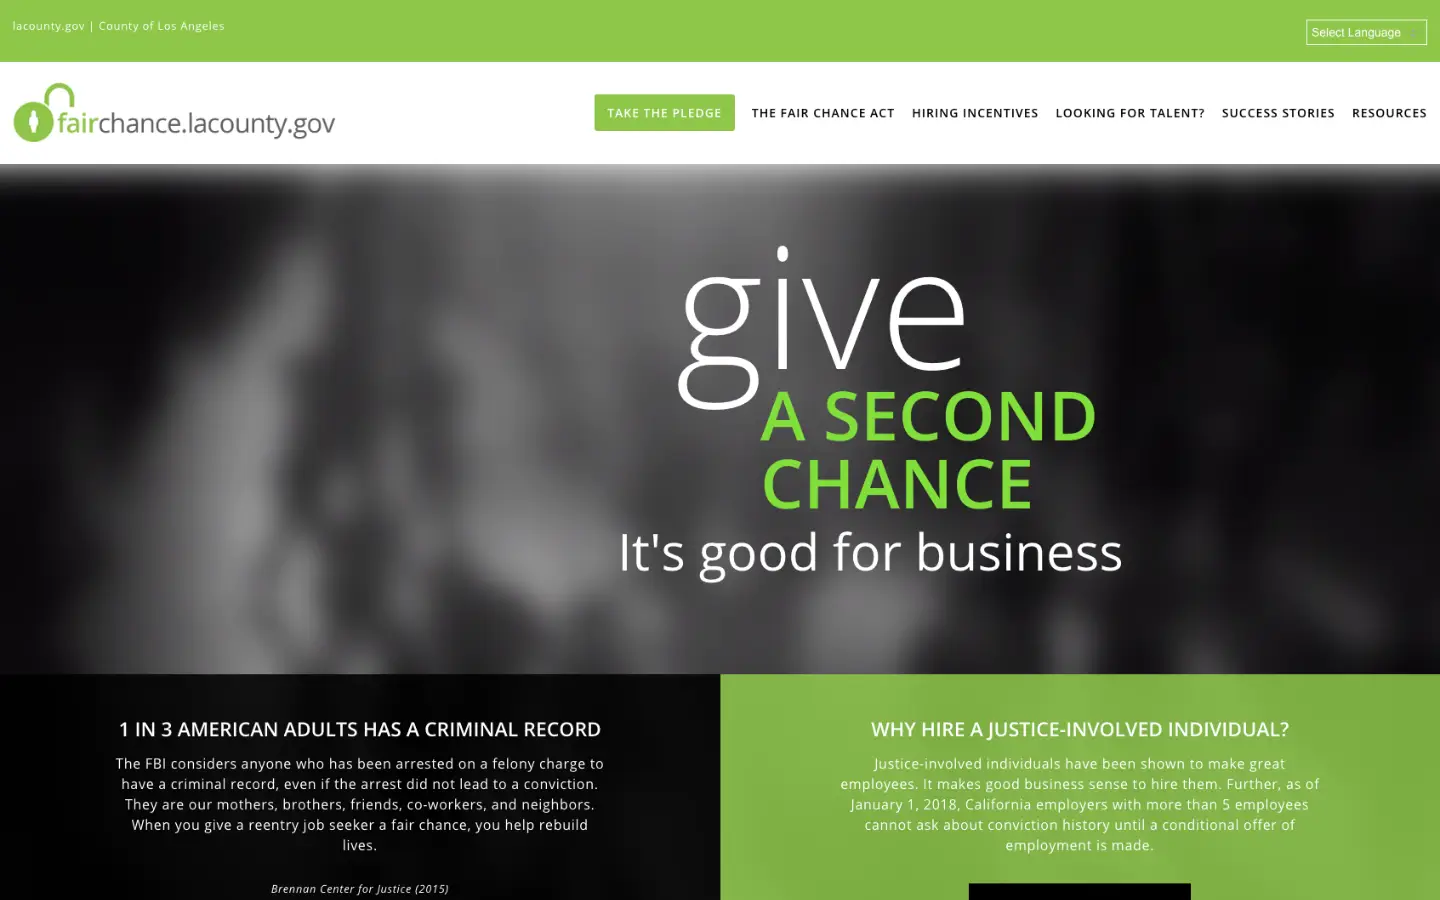 lacounty.gov | County of Los Angeles
Select Language
fairchance.lacounty.gov
TAKE THE PLEDGE
THE FAIR CHANCE ACT
HIRING INCENTIVES
LOOKING FOR TALENT?
SUCCESS STORIES
RESOURCES
give
A SECOND
CHANCE
It's good for business
1 IN 3 AMERICAN ADULTS HAS A CRIMINAL RECORD
The FBI considers anyone who has been arrested on a felony charge to
have a criminal record, even if the arrest did not lead to a conviction.
They are our mothers, brothers, friends, co-workers, and neighbors.
When you give a reentry job seeker a fair chance, you help rebuild
lives.
Brennan Center for Justice (2015)
WHY HIRE A JUSTICE-INVOLVED INDIVIDUAL?
Justice-involved individuals have been shown to make great
employees. It makes good business sense to hire them. Further, as of
January 1, 2018, California employers with more than 5 employees
cannot ask about conviction history until a conditional offer of
employment is made.